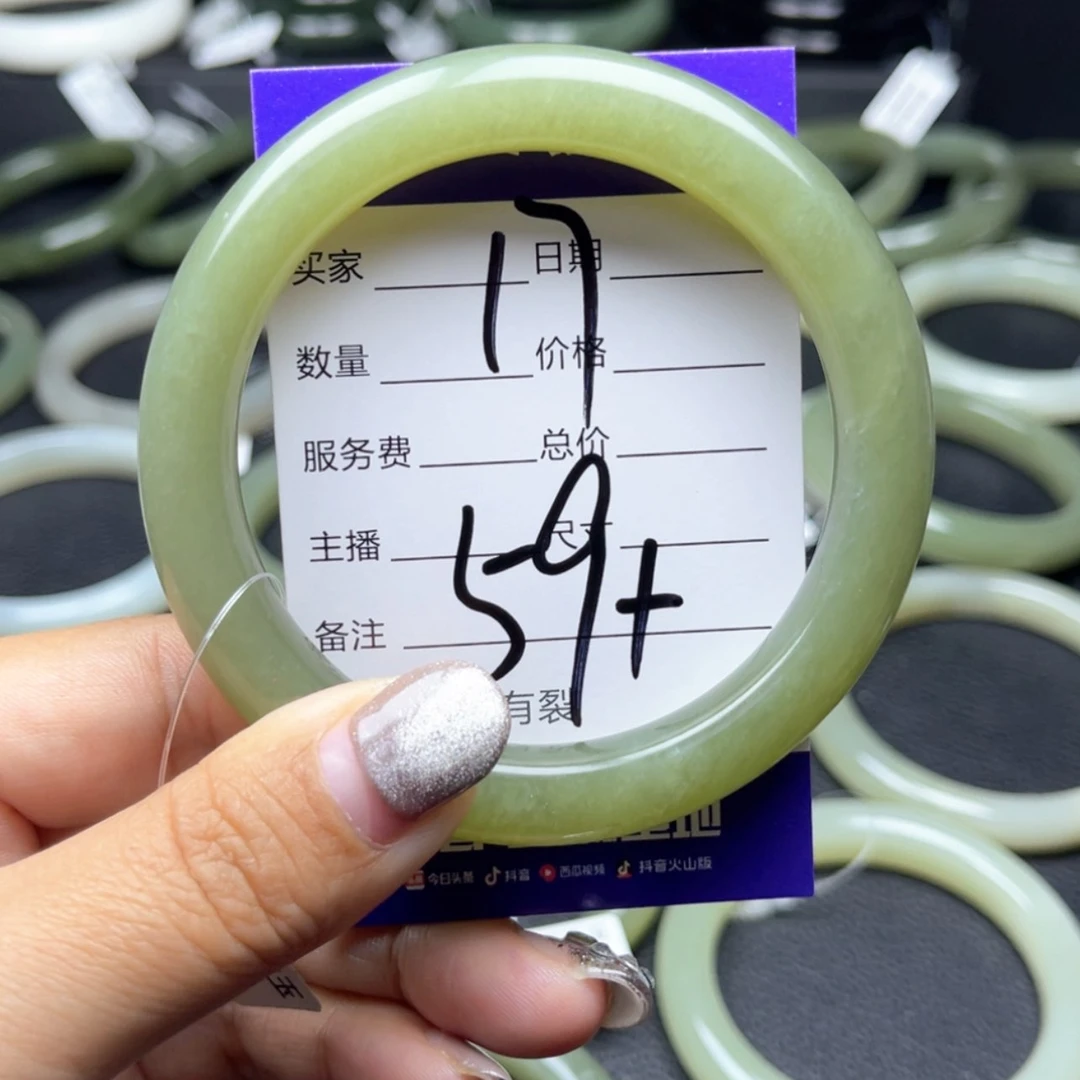 17
买家 日期
数量 价格
服务费 总价
主播 尺寸
59+
备注
有裂
今日头条 抖音 西瓜视频 抖音火山版